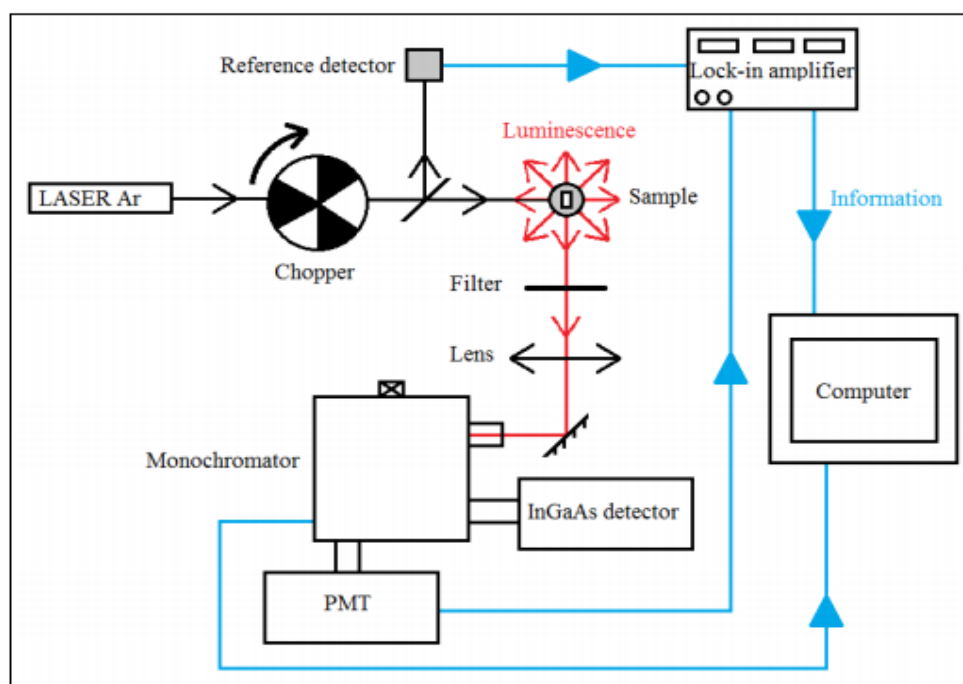 Reference detector
Lock-in amplifier
Luminescence
LASER Ar
Sample
Information
Chopper
Filter
Lens
Computer
Monochromator
InGaAs detector
PMT